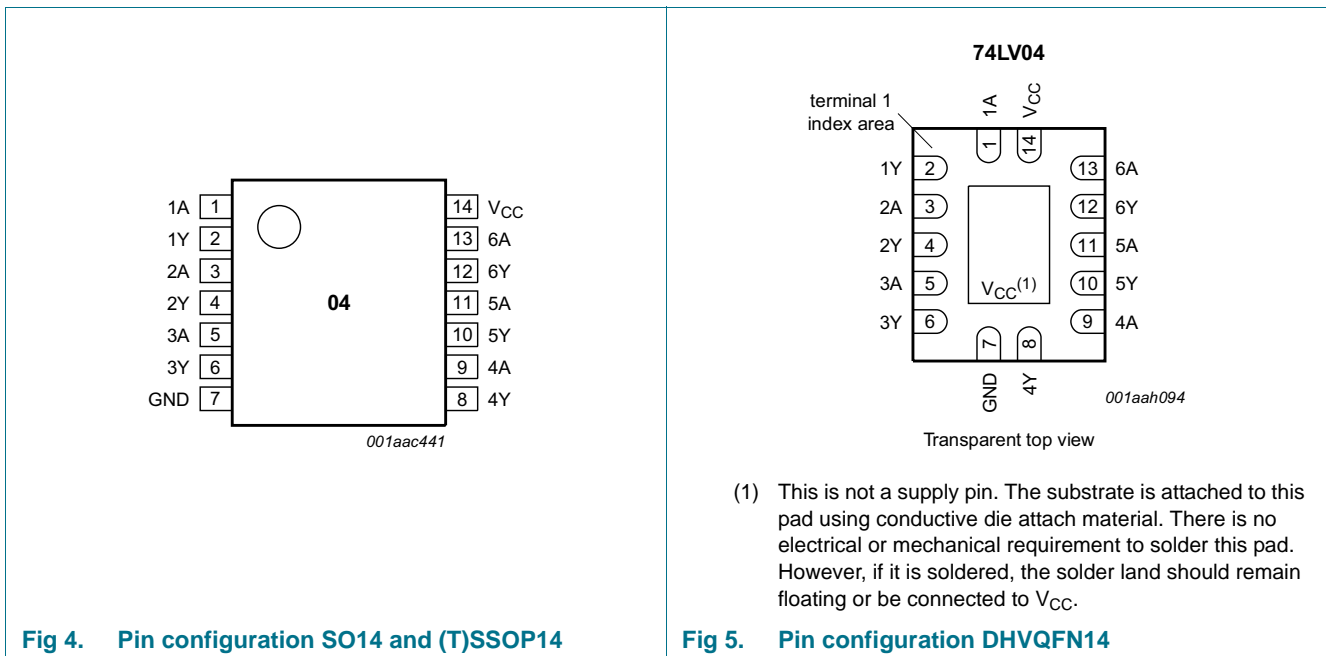 1A 1
1Y 2
2A 3
2Y 4
3A 5
3Y 6
GND 7
04
14 VCC
13 6A
12 6Y
11 5A
10 5Y
9 4A
8 4Y
001aac441
Fig 4. Pin configuration SO14 and (T)SSOP14
74LV04
terminal 1
index area
1A
VCC
1
14
1Y 2
2A 3
2Y 4
3A 5
3Y 6
13 6A
12 6Y
11 5A
10 5Y
9 4A
VCC(1)
7
8
GND
4Y
001aah094
Transparent top view
(1) This is not a supply pin. The substrate is attached to this
pad using conductive die attach material. There is no
electrical or mechanical requirement to solder this pad.
However, if it is soldered, the solder land should remain
floating or be connected to VCC.
Fig 5. Pin configuration DHVQFN14